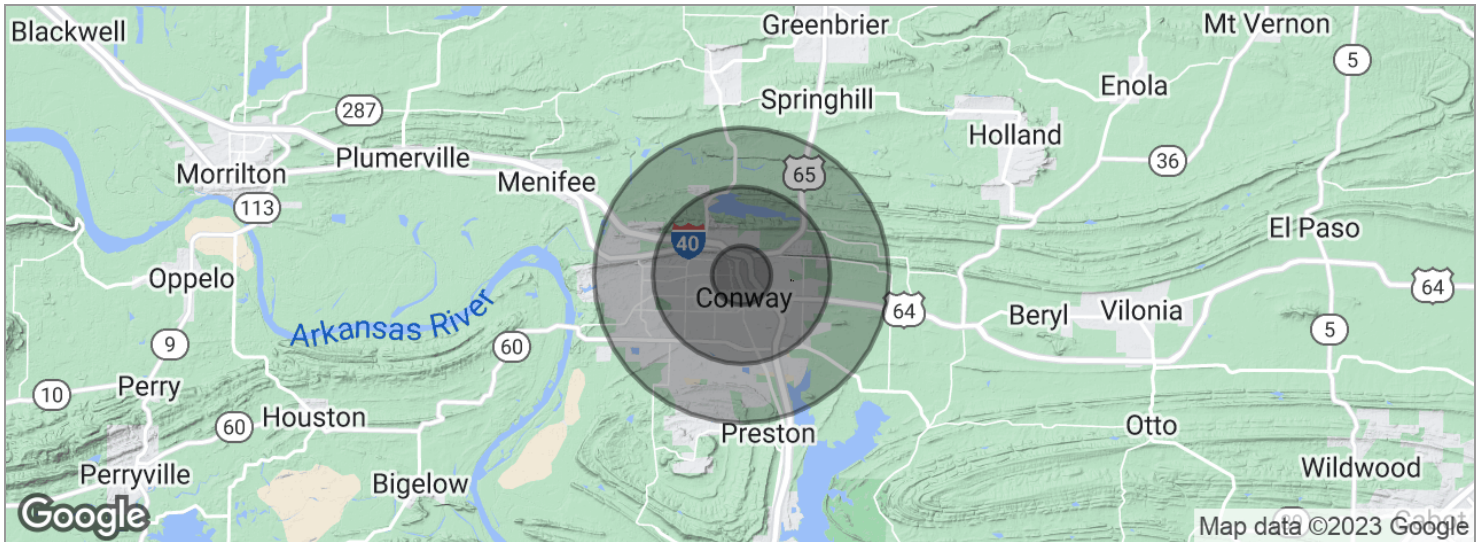 Blackwell
Greenbrier
Mt Vernon
5
Enola
287
Springhill
Holland
Plumerville
36
Morrilton
Menifee
65
113
El Paso
40
Oppelo
64
Conway
Arkansas River
64
Beryl
Vilonia
5
9
60
Perry
10
Houston
60
Preston
Otto
Perryville
Bigelow
Wildwood
Google
Cabot
Map data ©2023 Google